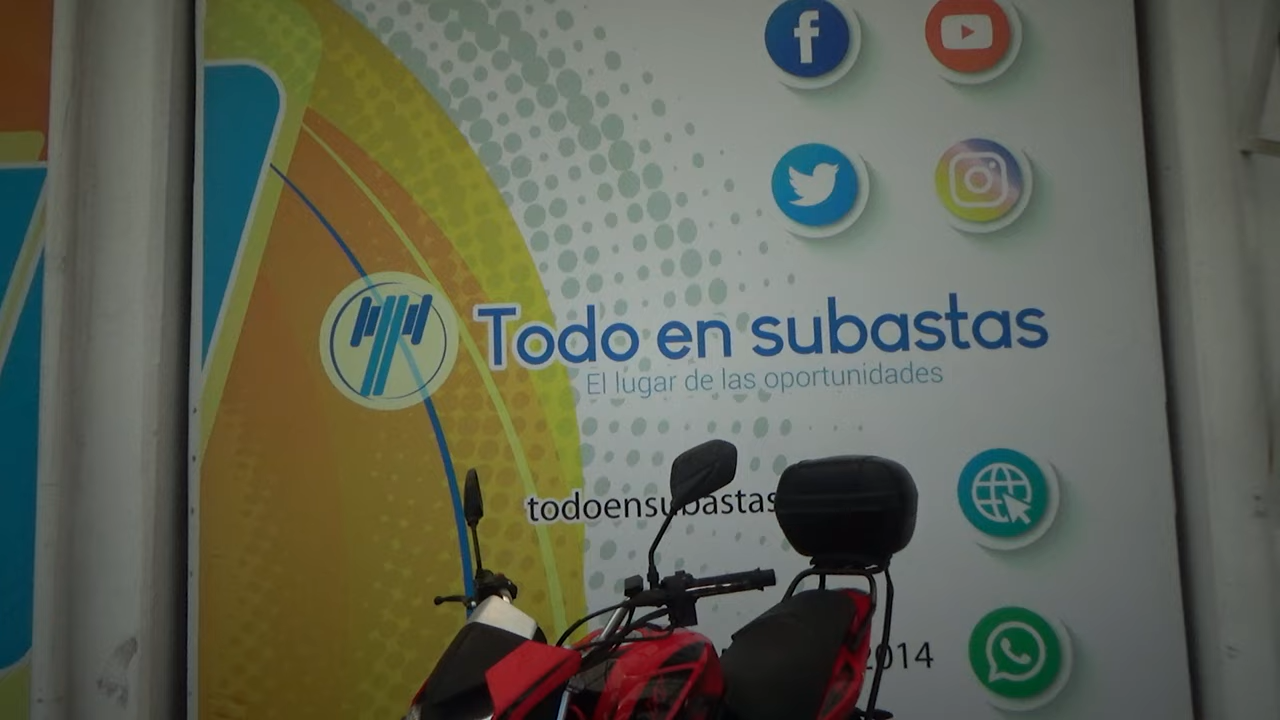 Todo en subastas
El lugar de las oportunidades
todoensubastas
2014